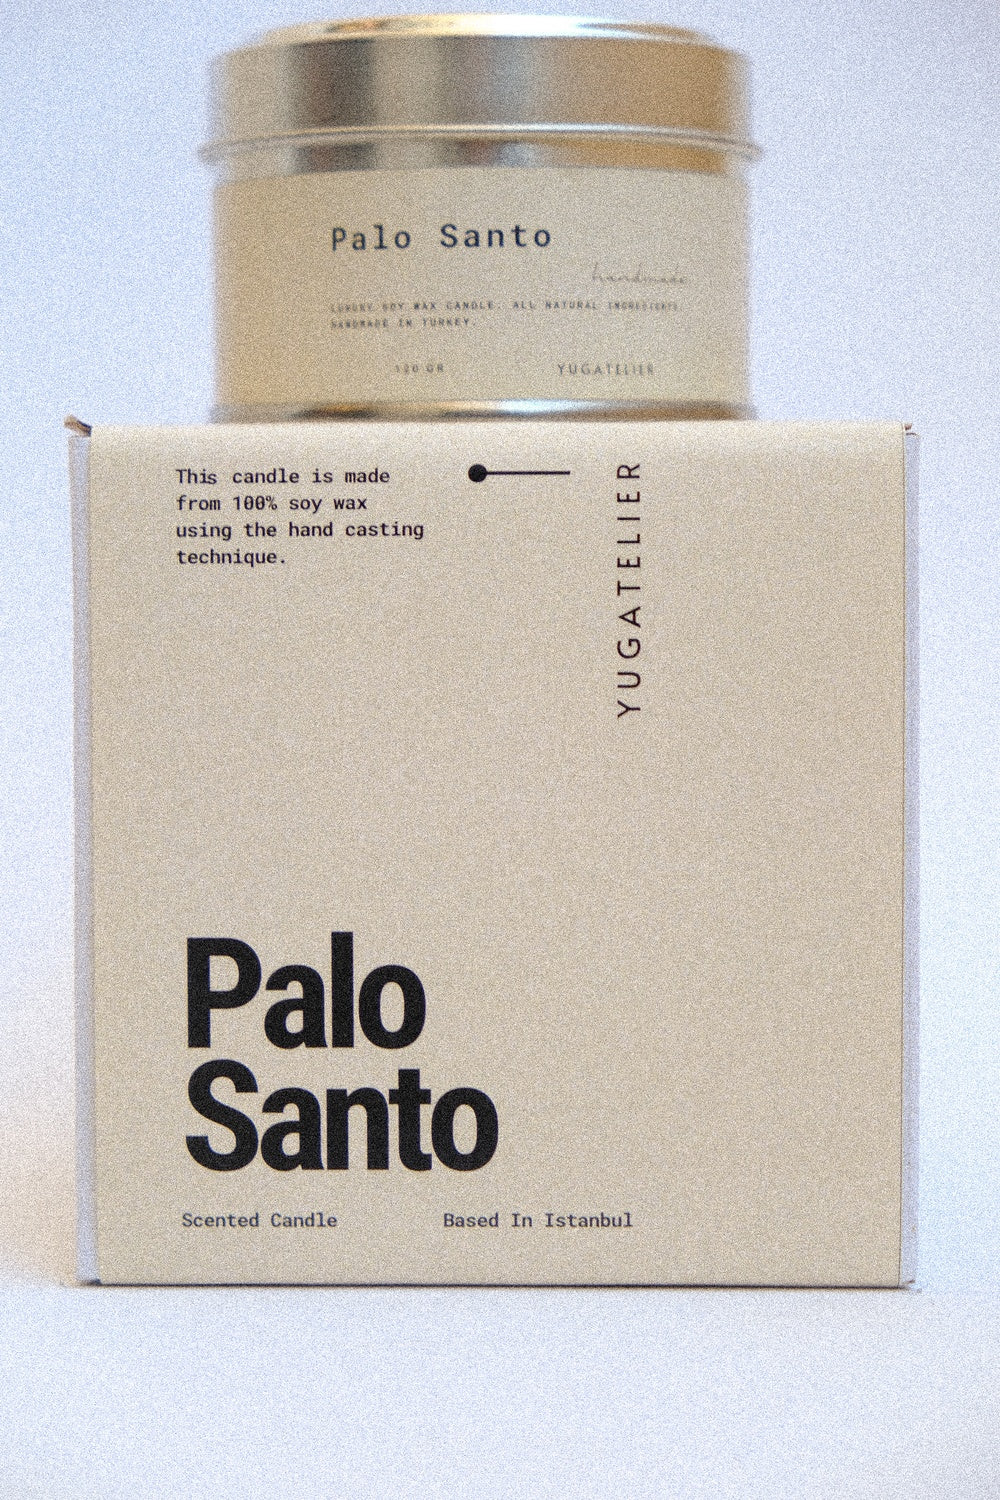 Palo Santo
handmade
LUXURY SOY WAX CANDLE. ALL NATURAL INGREDIENTS.
HANDMADE IN TURKEY.
YUGATELIER
This candle is made
from 100% soy wax
using the hand casting
technique.
YUGATELIER
Palo
Santo
Scented Candle
Based In Istanbul